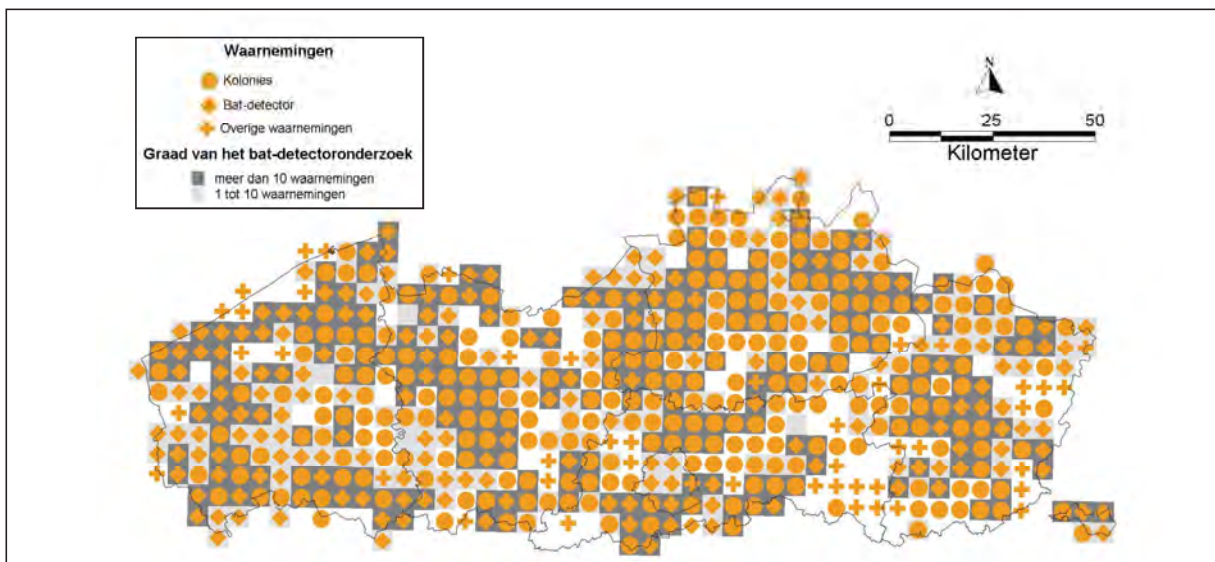 Waarnemingen
Kolonies
Bat-detector
Overige waarnemingen
Graad van het bat-detectoronderzoek
meer dan 10 waarnemingen
1 tot 10 waarnemingen
N
0 25 50
Kilometer